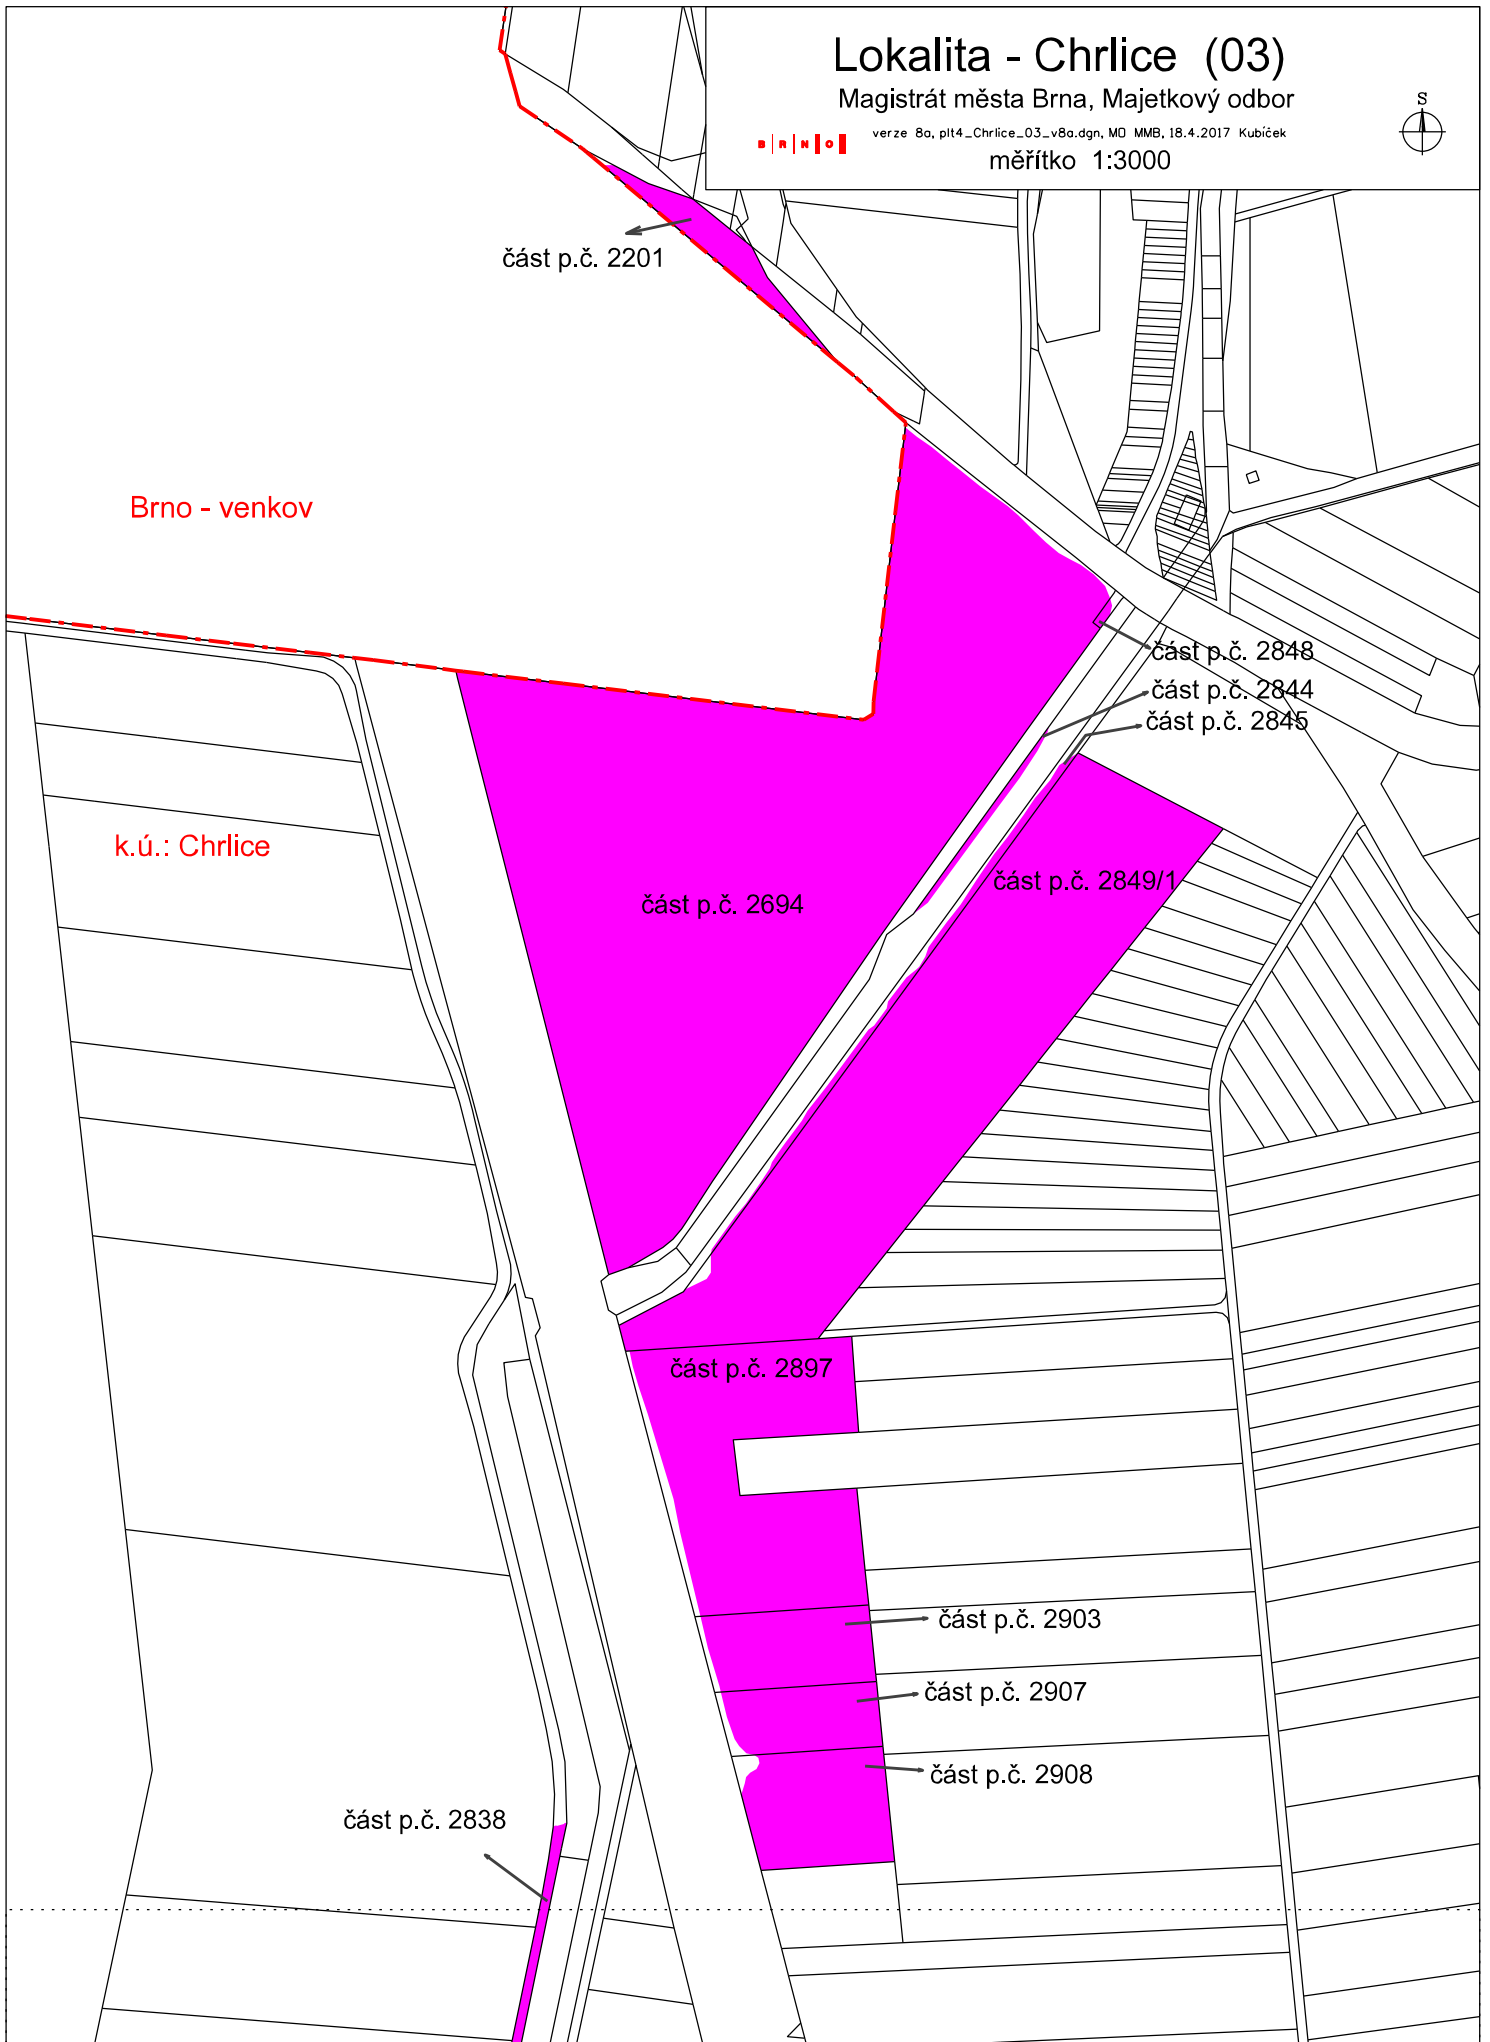 Lokalita - Chrlice (03)
Magistrát města Brna, Majetkový odbor
verze 8a, plt4_Chrlice_03_v8a.dgn, MO MMB, 18.4.2017 Kubíček
B R N O
měřítko 1:3000
S
část p.č. 2201
Brno - venkov
část p.č. 2848
část p.č. 2844
část p.č. 2845
k.ú.: Chrlice
část p.č. 2849/1
část p.č. 2694
část p.č. 2897
část p.č. 2903
část p.č. 2907
část p.č. 2908
část p.č. 2838